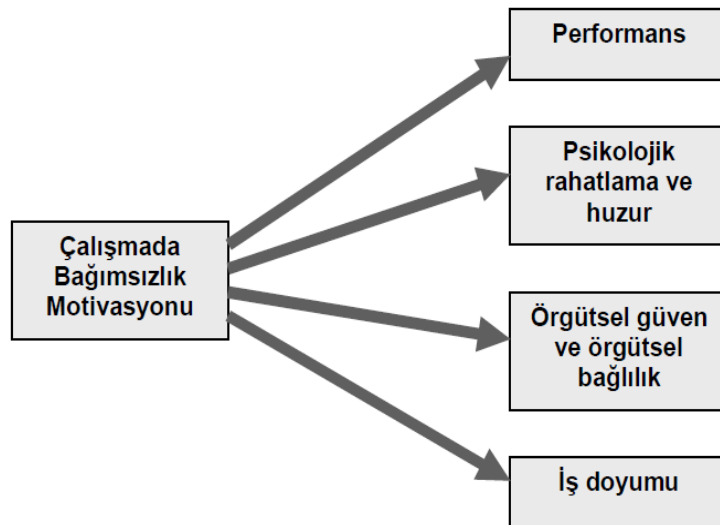 Performans
Psikolojik
rahatlama ve
huzur
Çalışmada
Bağımsızlık
Motivasyonu
Örgütsel güven
ve örgütsel
bağlılık
İş doyumu